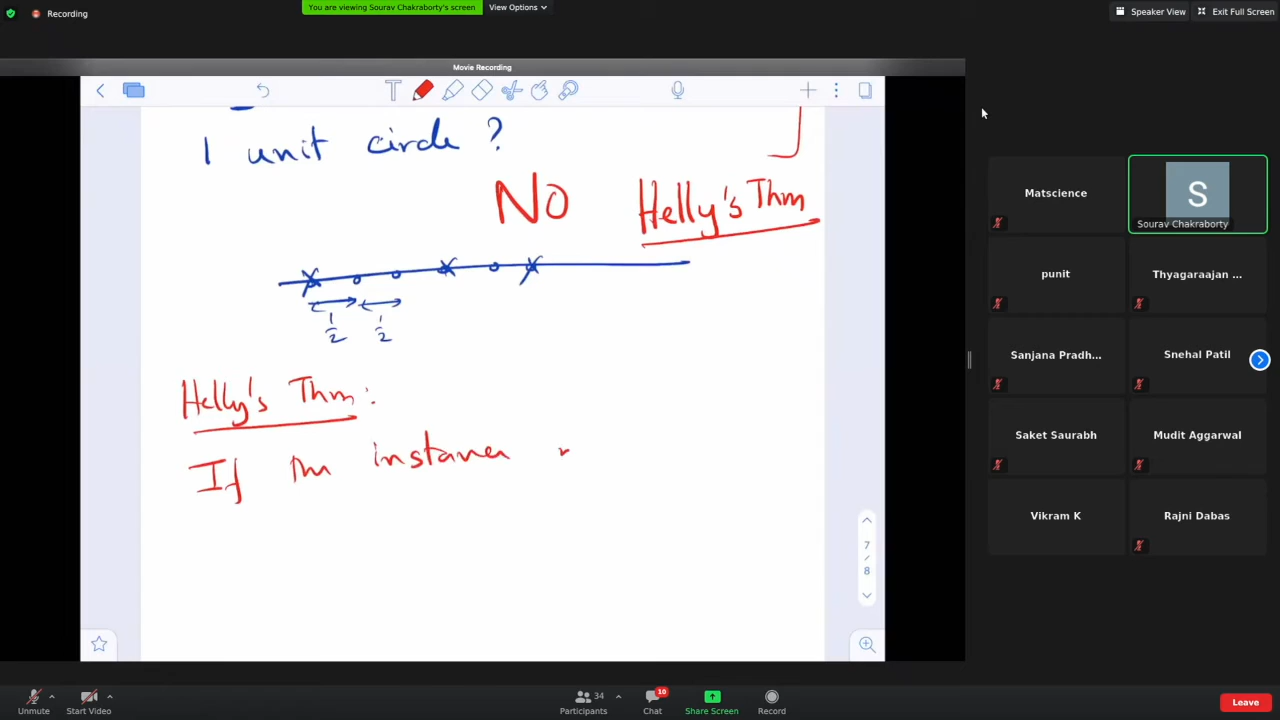 Recording
You are viewing Sourav Chakraborty's screen
View Options
Speaker View
Exit Full Screen
Movie Recording
1 unit circle ?
NO
Helly's Thm
1/2
1/2
Helly's Thm:
If
7
/
8
Matscience
S
Sourav Chakraborty
punit
Thyagaraajan ...
Sanjana Pradh...
Snehal Patil
Saket Saurabh
Mudit Aggarwal
Vikram K
Rajni Dabas
Unmute
Start Video
34
Participants
10
Chat
Share Screen
Record
Leave